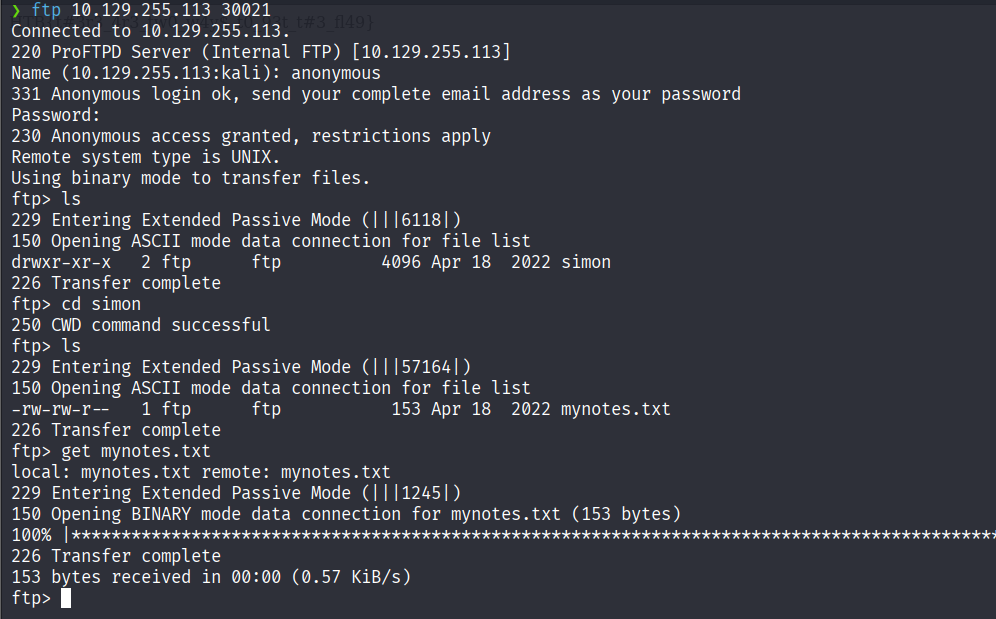 ❯ ftp 10.129.255.113 30021
Connected to 10.129.255.113.
220 ProFTPD Server (Internal FTP) [10.129.255.113]
Name (10.129.255.113:kali): anonymous
331 Anonymous login ok, send your complete email address as your password
Password:
230 Anonymous access granted, restrictions apply
Remote system type is UNIX.
Using binary mode to transfer files.
ftp> ls
229 Entering Extended Passive Mode (|||6118|)
150 Opening ASCII mode data connection for file list
drwxr-xr-x   2 ftp      ftp          4096 Apr 18  2022 simon
226 Transfer complete
ftp> cd simon
250 CWD command successful
ftp> ls
229 Entering Extended Passive Mode (|||57164|)
150 Opening ASCII mode data connection for file list
-rw-rw-r--   1 ftp      ftp           153 Apr 18  2022 mynotes.txt
226 Transfer complete
ftp> get mynotes.txt
local: mynotes.txt remote: mynotes.txt
229 Entering Extended Passive Mode (|||1245|)
150 Opening BINARY mode data connection for mynotes.txt (153 bytes)
100% |*********************************************************************************************
226 Transfer complete
153 bytes received in 00:00 (0.57 KiB/s)
ftp>